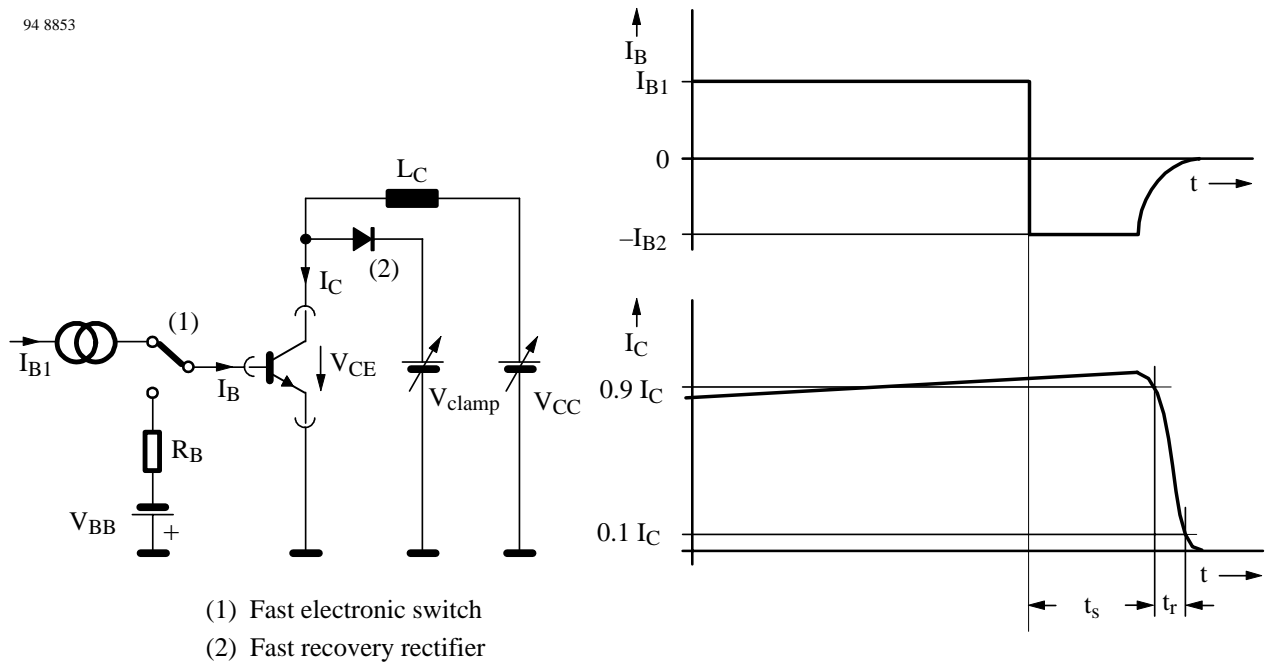 94 8853
I_B
I_B1
0
t
–I_B2
L_C
(2)
I_C
(1)
I_B1
I_B
V_CE
V_clamp
V_CC
R_B
V_BB
+
I_C
0.9 I_C
0.1 I_C
t
t_s
t_r
(1) Fast electronic switch
(2) Fast recovery rectifier